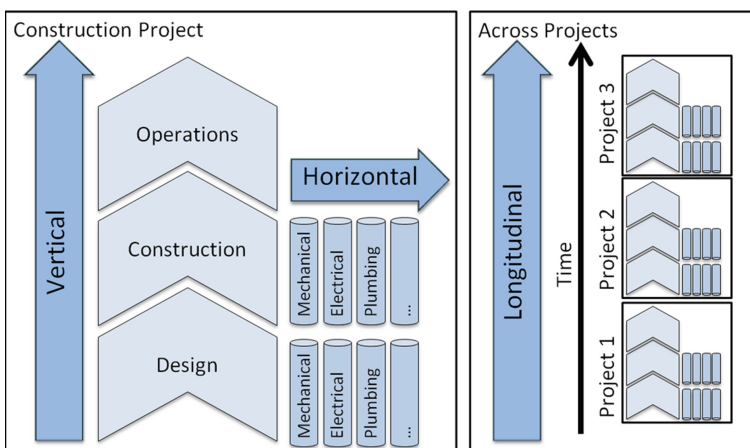 Construction Project
Vertical
Operations
Horizontal
Construction
Mechanical
Electrical
Plumbing
...
Design
Mechanical
Electrical
Plumbing
...
Across Projects
Longitudinal
Time
Project 3
Project 2
Project 1